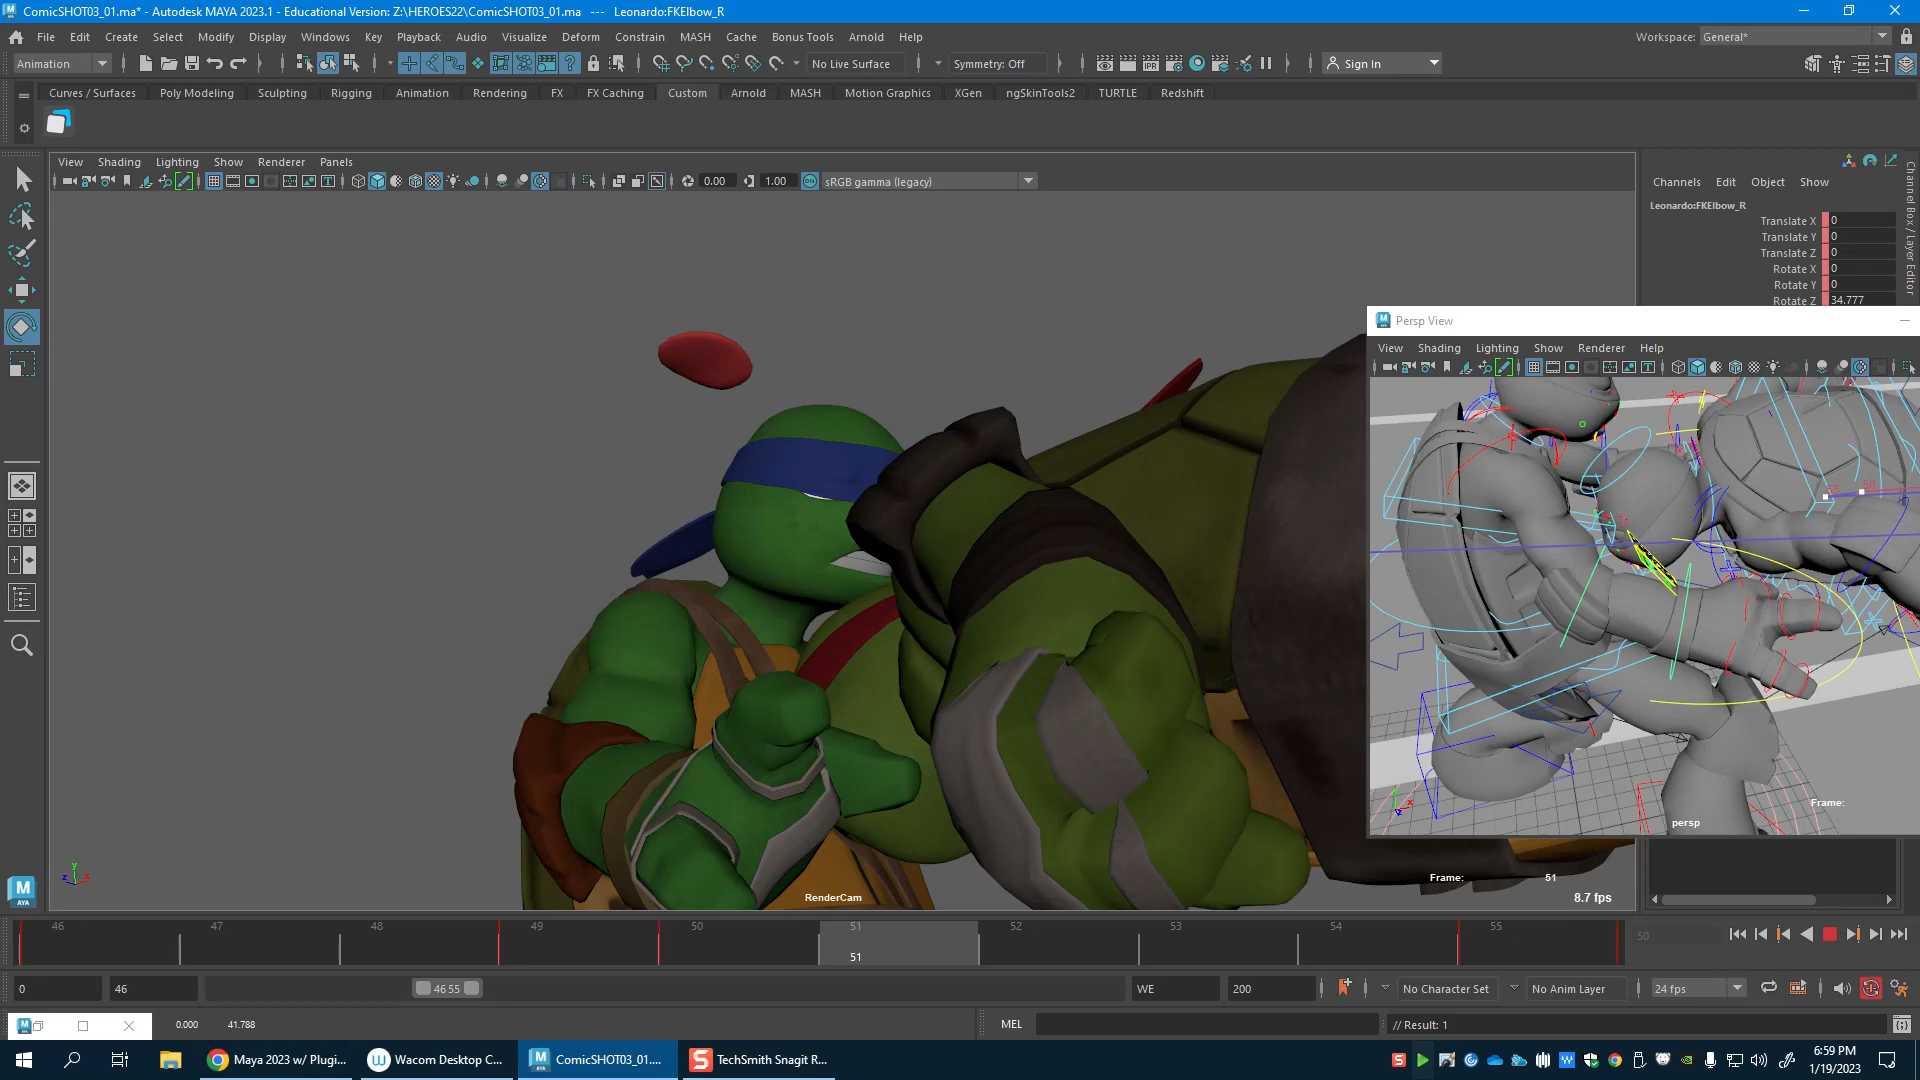 ComicSHOT03_01.ma* - Autodesk MAYA 2023.1 - Educational Version: Z:\HEROES22\ComicSHOT03_01.ma   ---   Leonardo:FKElbow_R
File Edit Create Select Modify Display Windows Key Playback Audio Visualize Deform Constrain MASH Cache Bonus Tools Arnold Help
Workspace: General*
Animation No Live Surface Symmetry: Off Sign In
Curves / Surfaces Poly Modeling Sculpting Rigging Animation Rendering FX FX Caching Custom Arnold MASH Motion Graphics XGen ngSkinTools2 TURTLE Redshift
View Shading Lighting Show Renderer Panels
0.00 1.00 ON sRGB gamma (legacy)
Channels Edit Object Show
Channel Box / Layer Editor
Leonardo:FKElbow_R
Translate X 0
Translate Y 0
Translate Z 0
Rotate X 0
Rotate Y 0
Rotate Z 34.777
M Persp View
View Shading Lighting Show Renderer Help
50
Frame:
persp
Frame: 51
RenderCam
8.7 fps
M
AYA
46 47 48 49 50 51 52 53 54 55
51
50
0 46 46 55 WE 200 No Character Set No Anim Layer 24 fps
0.000 41.788 MEL // Result: 1
Maya 2023 w/ Plugi... Wacom Desktop C... ComicSHOT03_01.... TechSmith Snagit R...
6:59 PM
1/19/2023